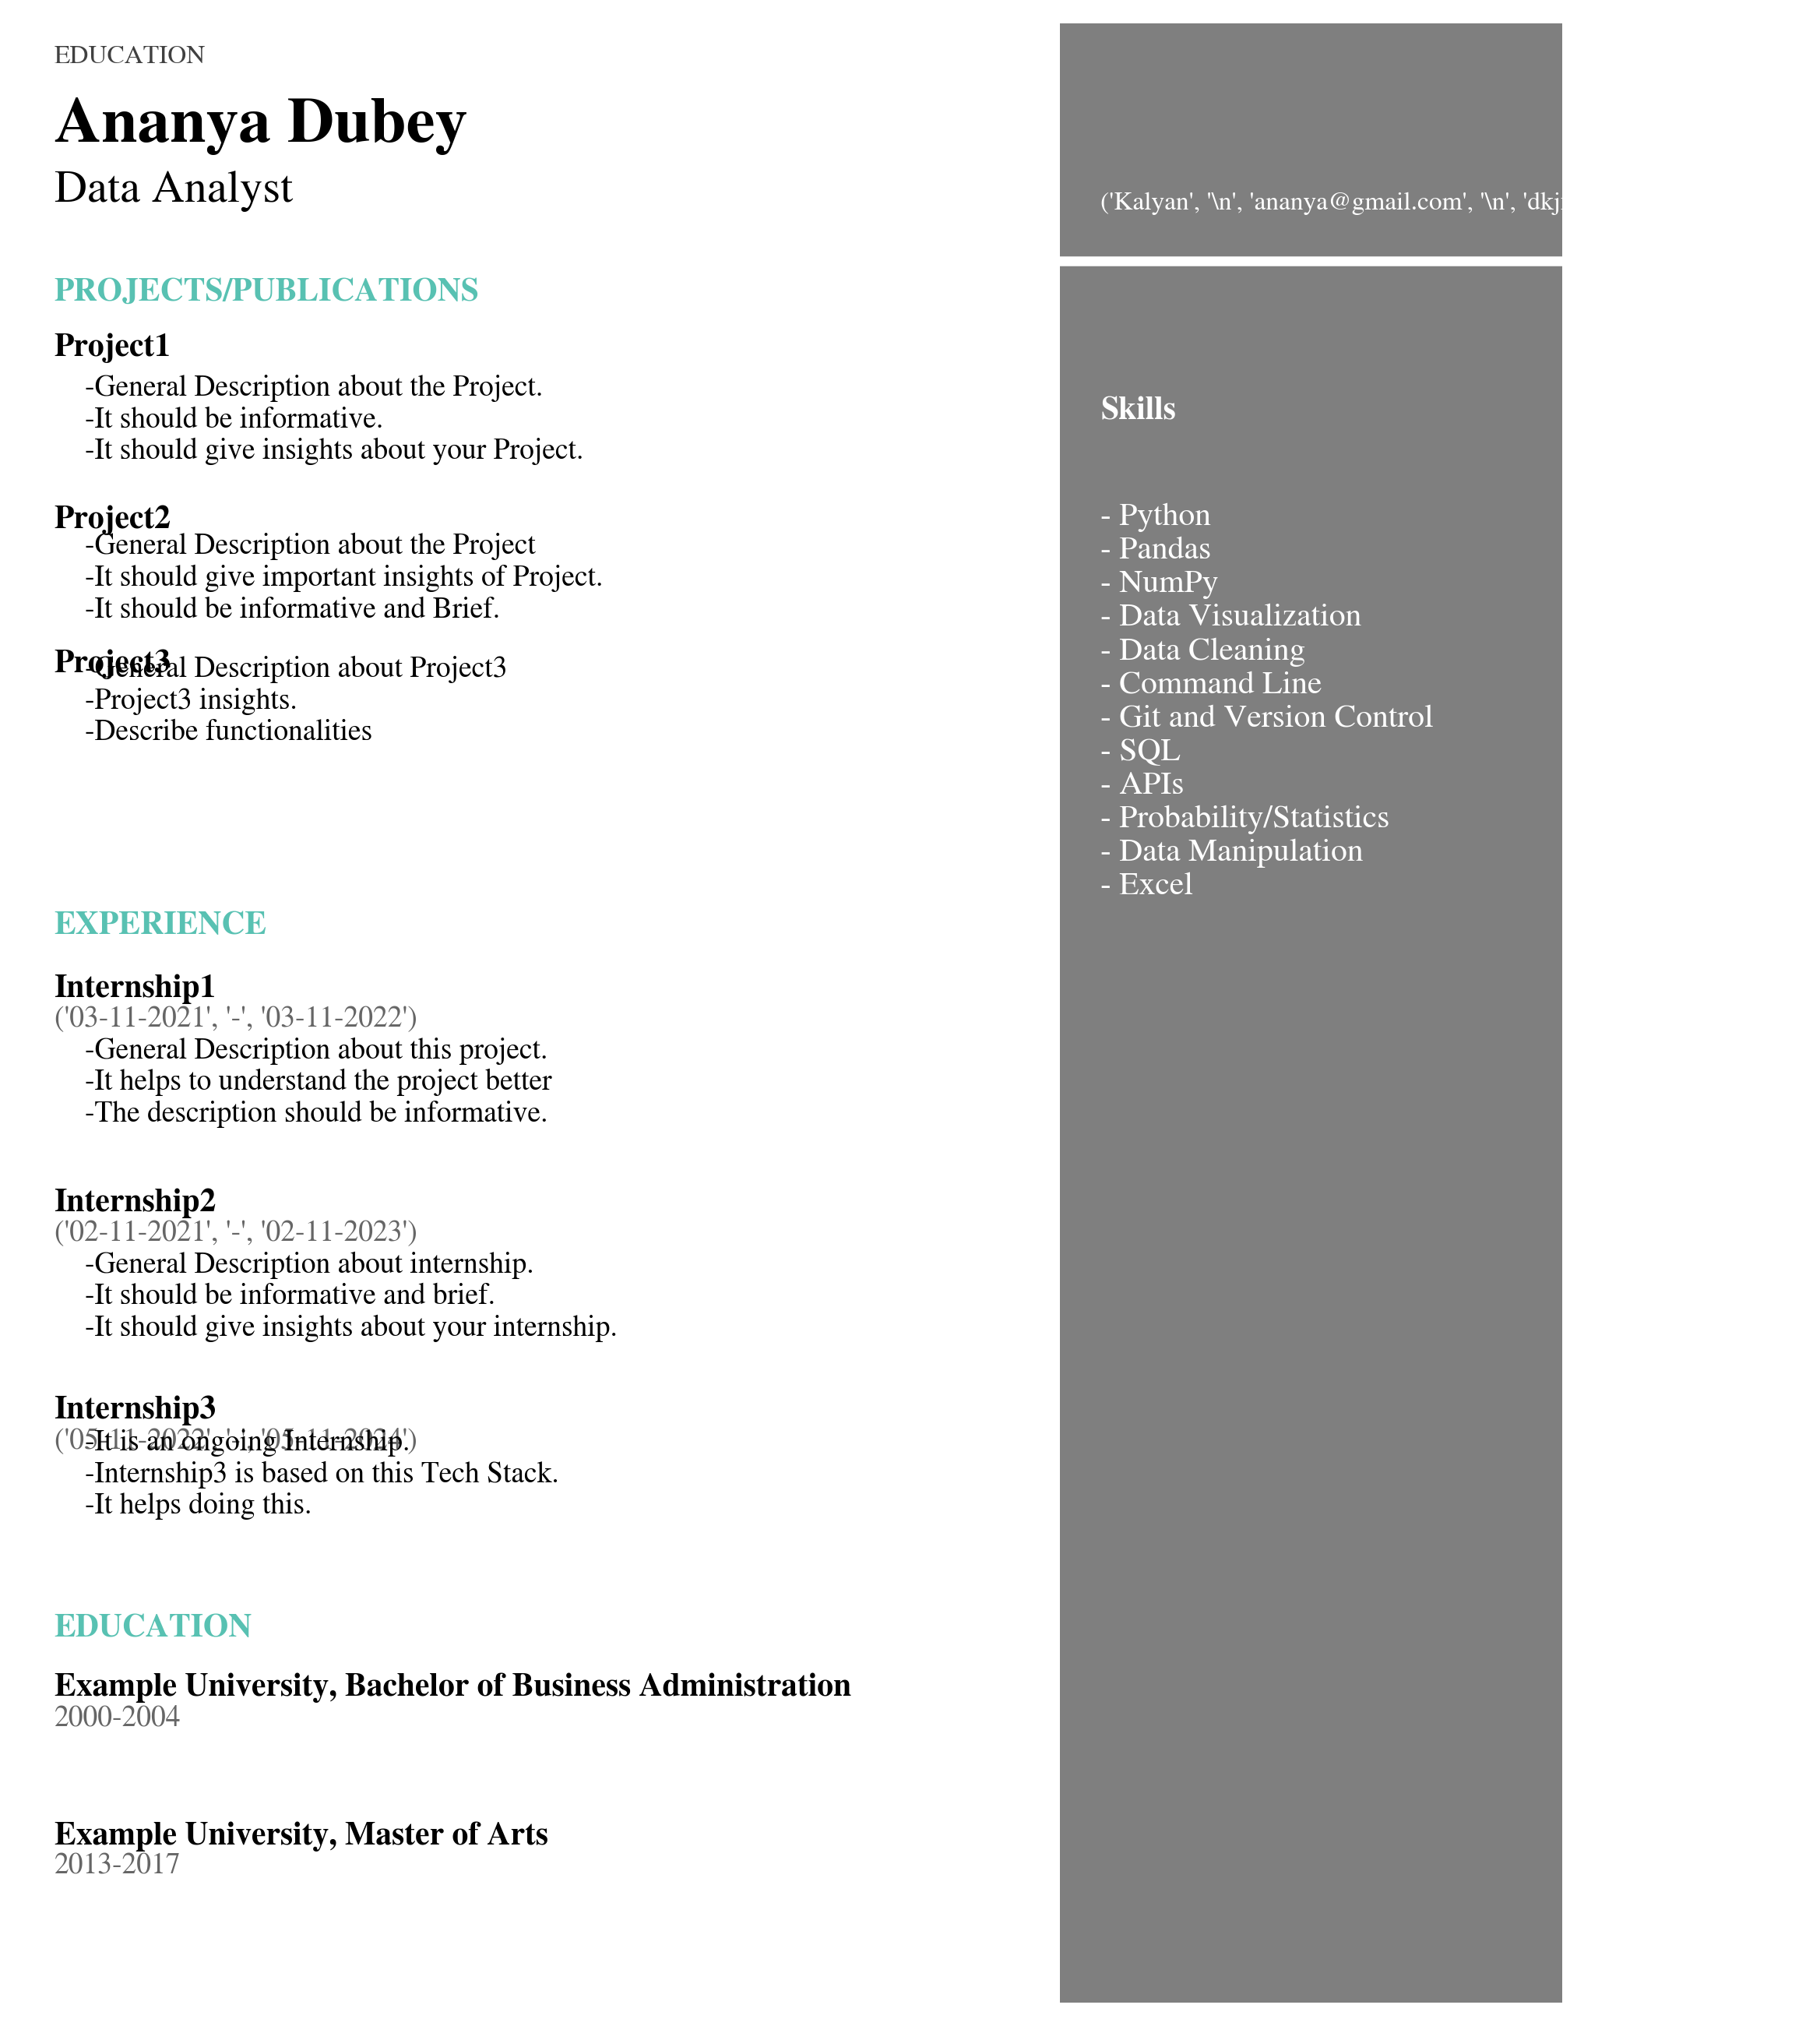 EDUCATION
Ananya Dubey
Data Analyst
PROJECTS/PUBLICATIONS
Project1
-General Description about the Project.
-It should be informative.
-It should give insights about your Project.
Project2
-General Description about the Project
-It should give important insights of Project.
-It should be informative and Brief.
Project3
-General Description about Project3
-Project3 insights.
-Describe functionalities
EXPERIENCE
Internship1
('03-11-2021', '-', '03-11-2022')
-General Description about this project.
-It helps to understand the project better
-The description should be informative.
Internship2
('02-11-2021', '-', '02-11-2023')
-General Description about internship.
-It should be informative and brief.
-It should give insights about your internship.
Internship3
('05-11-2022', '-', '05-11-2024')
-It is an ongoing Internship.
-Internship3 is based on this Tech Stack.
-It helps doing this.
EDUCATION
Example University, Bachelor of Business Administration
2000-2004
Example University, Master of Arts
2013-2017
('Kalyan', '\n', 'ananya@gmail.com', '\n', 'dkj
Skills
- Python
- Pandas
- NumPy
- Data Visualization
- Data Cleaning
- Command Line
- Git and Version Control
- SQL
- APIs
- Probability/Statistics
- Data Manipulation
- Excel